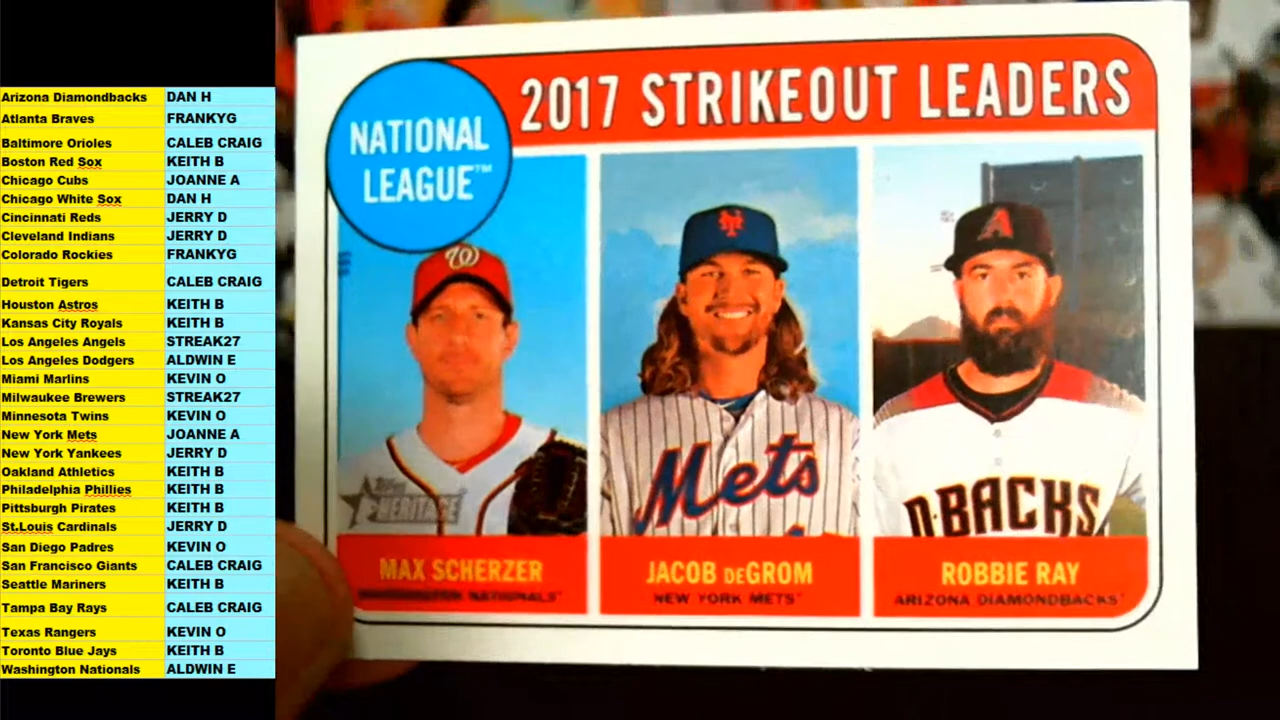 Arizona Diamondbacks DAN H
Atlanta Braves FRANKYG
Baltimore Orioles CALEB CRAIG
Boston Red Sox KEITH B
Chicago Cubs JOANNE A
Chicago White Sox DAN H
Cincinnati Reds JERRY D
Cleveland Indians JERRY D
Colorado Rockies FRANKYG
Detroit Tigers CALEB CRAIG
Houston Astros KEITH B
Kansas City Royals KEITH B
Los Angeles Angels STREAK27
Los Angeles Dodgers ALDWIN E
Miami Marlins KEVIN O
Milwaukee Brewers STREAK27
Minnesota Twins KEVIN O
New York Mets JOANNE A
New York Yankees JERRY D
Oakland Athletics KEITH B
Philadelphia Phillies KEITH B
Pittsburgh Pirates KEITH B
St.Louis Cardinals JERRY D
San Diego Padres KEVIN O
San Francisco Giants CALEB CRAIG
Seattle Mariners KEITH B
Tampa Bay Rays CALEB CRAIG
Texas Rangers KEVIN O
Toronto Blue Jays KEITH B
Washington Nationals ALDWIN E
2017 STRIKEOUT LEADERS
NATIONAL
LEAGUE™
W
NY
A
Mets
D·BACKS
Topps
HERITAGE
MAX SCHERZER
WASHINGTON NATIONALS
JACOB DEGROM
NEW YORK METS
ROBBIE RAY
ARIZONA DIAMONDBACKS